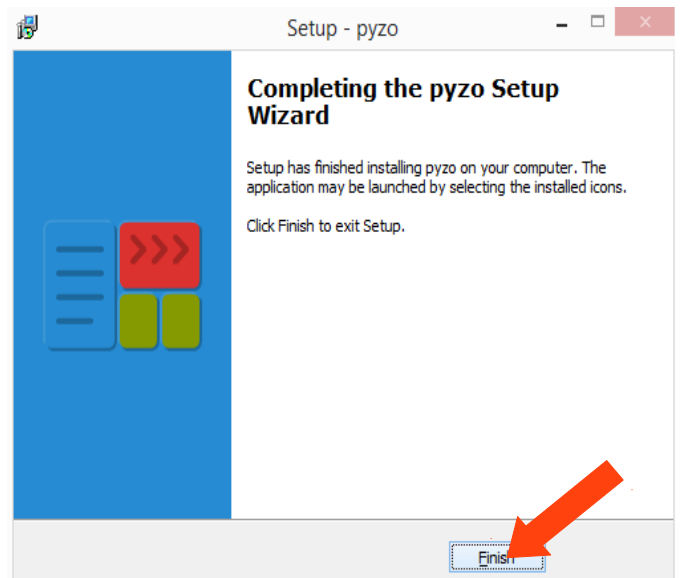 Setup - pyzo
Completing the pyzo Setup
Wizard
Setup has finished installing pyzo on your computer. The
application may be launched by selecting the installed icons.
Click Finish to exit Setup.
>>>
Finish